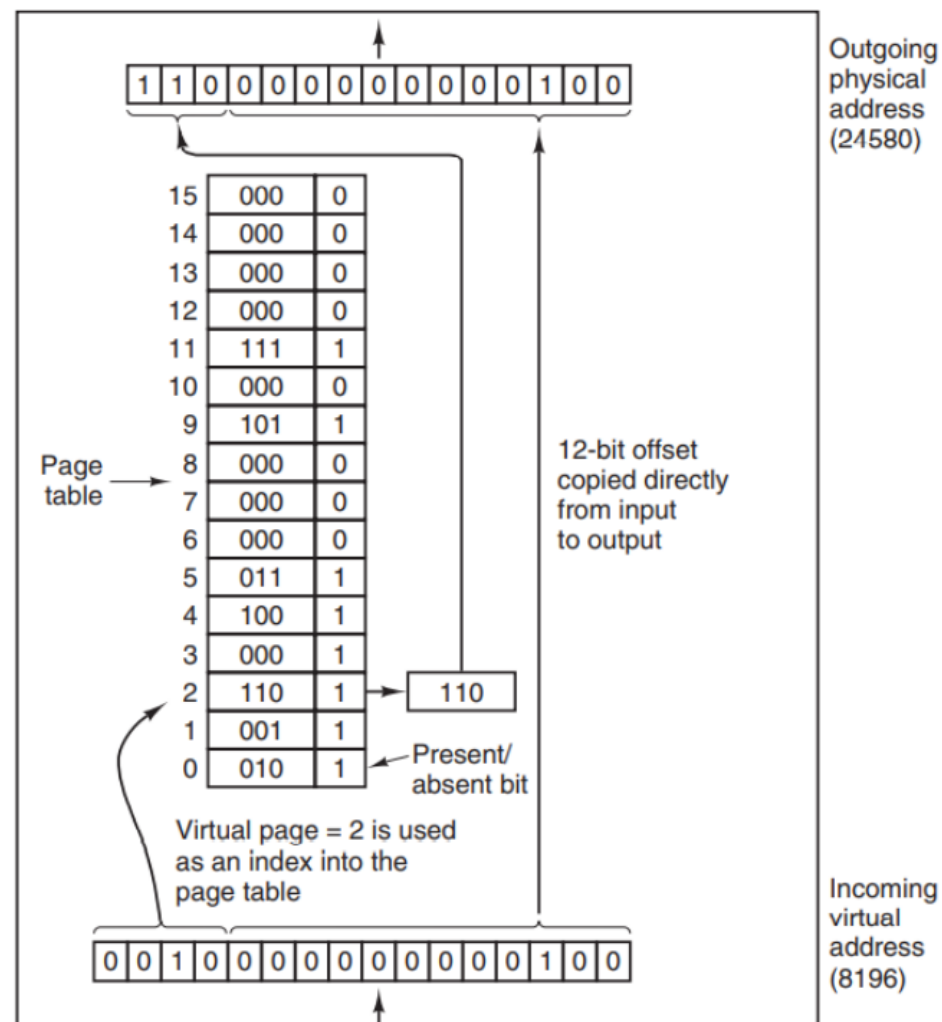 Outgoing
physical
address
(24580)
1 1 0 0 0 0 0 0 0 0 0 0 1 0 0
15 000 0
14 000 0
13 000 0
12 000 0
11 111 1
10 000 0
9 101 1
8 000 0
7 000 0
6 000 0
5 011 1
4 100 1
3 000 1
2 110 1 110
1 001 1
0 010 1
Page
table
12-bit offset
copied directly
from input
to output
Present/
absent bit
Virtual page = 2 is used
as an index into the
page table
0 0 1 0 0 0 0 0 0 0 0 0 0 1 0 0
Incoming
virtual
address
(8196)